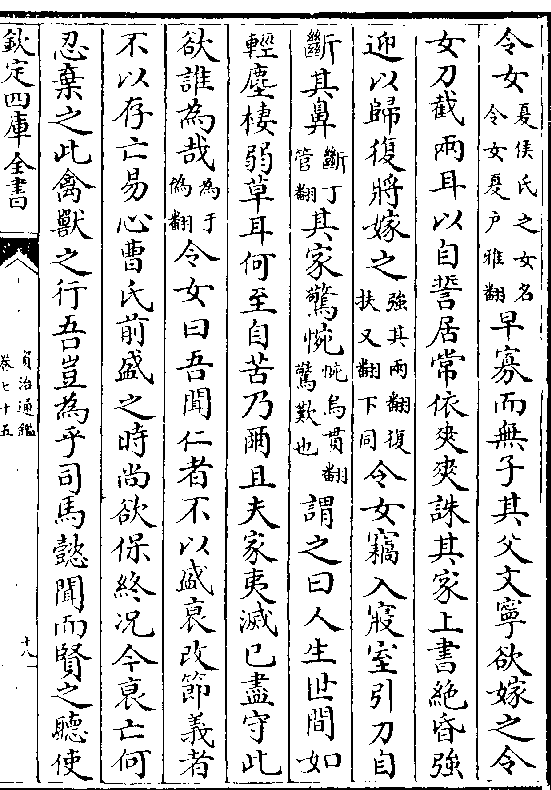 令女夏侯氏之女名令女夏户雅翻早寡而無子其父文寧欲嫁之令
女刀截兩耳以自誓居常依爽爽誅其家上書絶昏強
迎以歸復將嫁之強其兩翻復扶又翻下同令女竊入寢室引刀自
斷其鼻斷丁管翻其家驚惋惋烏貫翻驚歎也謂之曰人生世間如
輕塵棲弱草耳何至自苦乃爾且夫家夷滅已盡守此
欲誰為哉為于偽翻令女曰吾聞仁者不以盛衰改節義者
不以存亡易心曹氏前盛之時尚欲保終况今衰亡何
忍棄之此禽獸之行吾豈為乎司馬懿聞而賢之聽使
欽定四庫全書
資治通鑑
卷七十五
十八